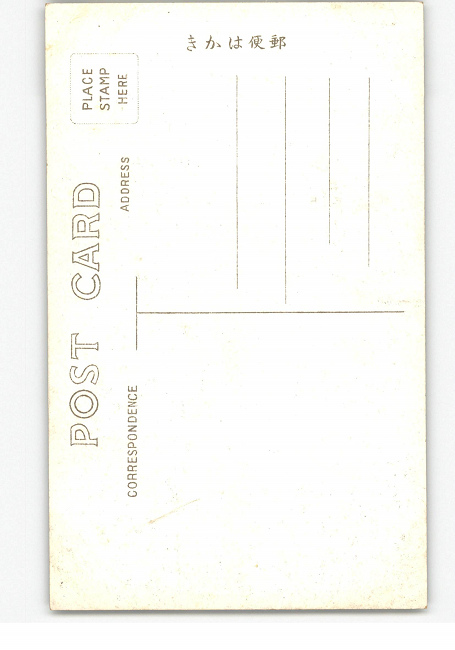 きかは便郵
PLACE
STAMP
HERE
POST CARD
ADDRESS
CORRESPONDENCE